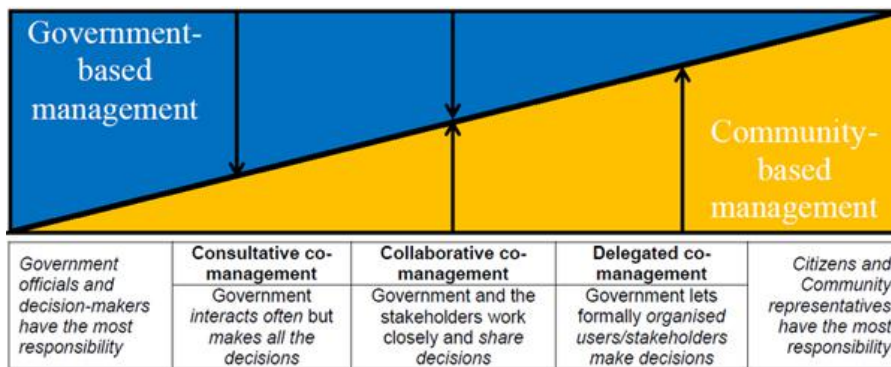 Government-
based
management
Community-
based
management
Government
officials and
decision-makers
have the most
responsibility
Consultative co-
management
Government
interacts often but
makes all the
decisions
Collaborative co-
management
Government and the
stakeholders work
closely and share
decisions
Delegated co-
management
Government lets
formally organised
users/stakeholders
make decisions
Citizens and
Community
representatives
have the most
responsibility